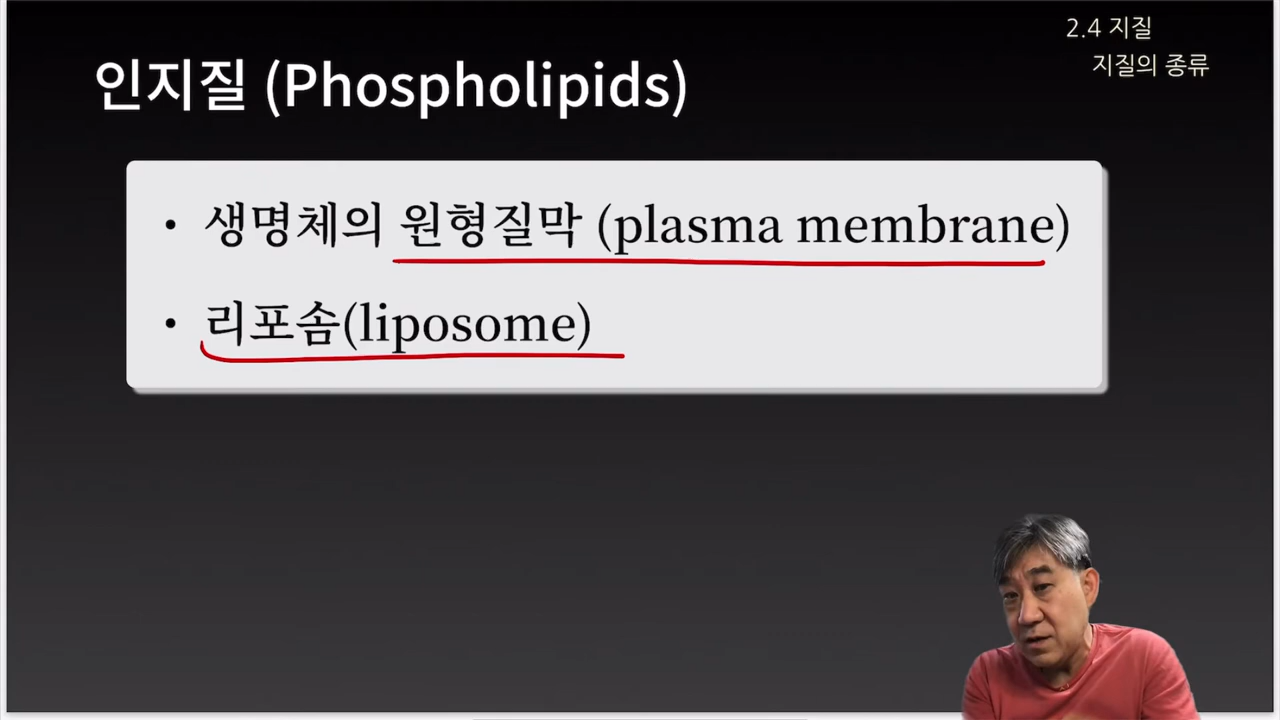 2.4 지질
지질의 종류
인지질 (Phospholipids)
• 생명체의 원형질막 (plasma membrane)
• 리포솜(liposome)